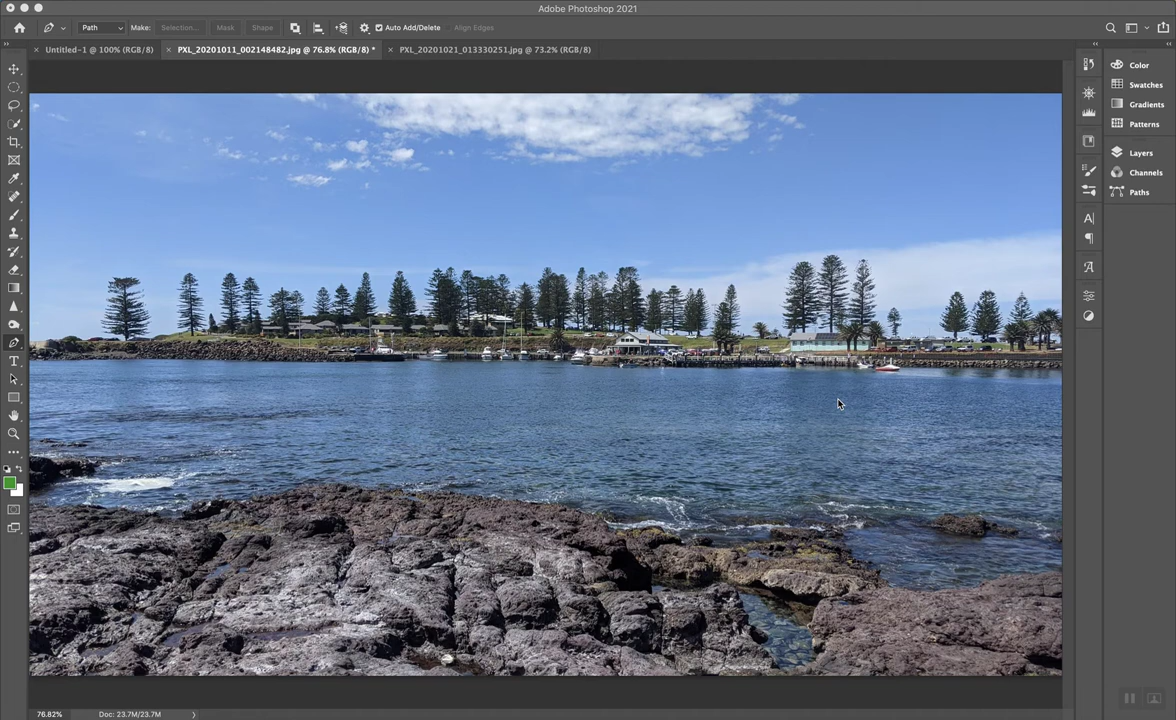 Adobe Photoshop 2021
Path Make: Selection... Mask Shape Auto Add/Delete Align Edges
Untitled-1 @ 100% (RGB/8) PXL_20201011_002148482.jpg @ 76.8% (RGB/8) * PXL_20201021_013330251.jpg @ 73.2% (RGB/8)
Color
Swatches
Gradients
Patterns
Layers
Channels
Paths
76.82% Doc: 23.7M/23.7M